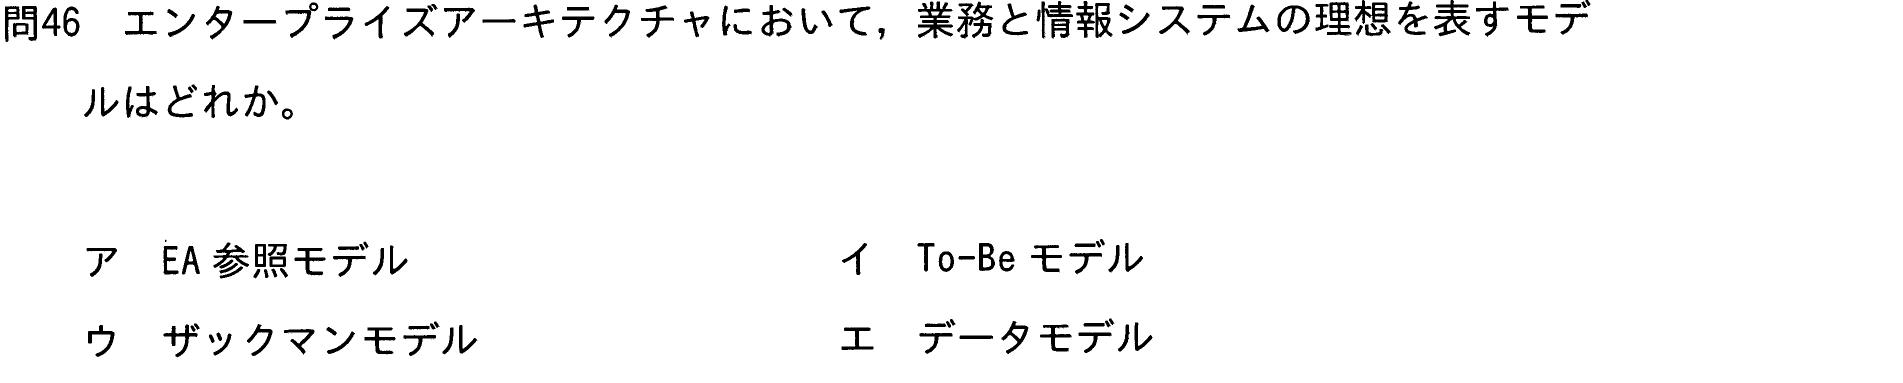 問46　エンタープライズアーキテクチャにおいて，業務と情報システムの理想を表すモデ
ルはどれか。
ア　EA 参照モデル　イ　To-Be モデル
ウ　ザックマンモデル　エ　データモデル